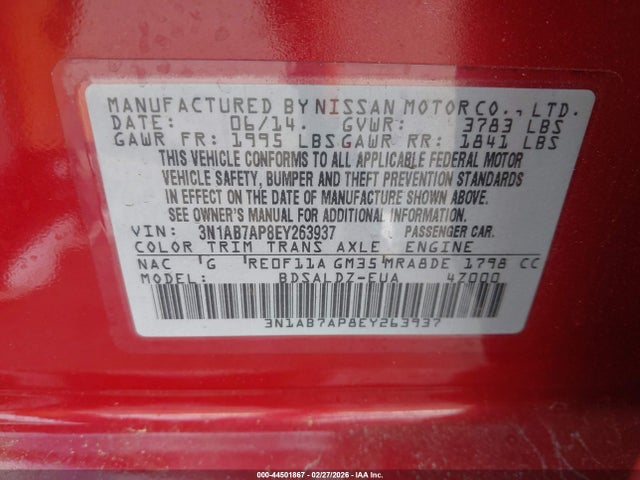 MANUFACTURED BY NISSAN MOTOR CO., LTD.
DATE: 06/14. GVWR: 3783 LBS
GAWR FR: 1995 LBS GAWR RR: 1841 LBS
THIS VEHICLE CONFORMS TO ALL APPLICABLE FEDERAL MOTOR
VEHICLE SAFETY, BUMPER AND THEFT PREVENTION STANDARDS
IN EFFECT ON THE DATE OF MANUFACTURE SHOWN ABOVE.
SEE OWNER'S MANUAL FOR ADDITIONAL INFORMATION.
VIN: 3N1AB7AP8EY263937 PASSENGER CAR.
COLOR TRIM TRANS AXLE ENGINE
NAC G RE0F11A GM35 MRA8DE 1798 CC
MODEL: BDSALDZ-EUA 47000
3N1AB7AP8EY263937
000-44501867 - 02/27/2026 - IAA Corp.